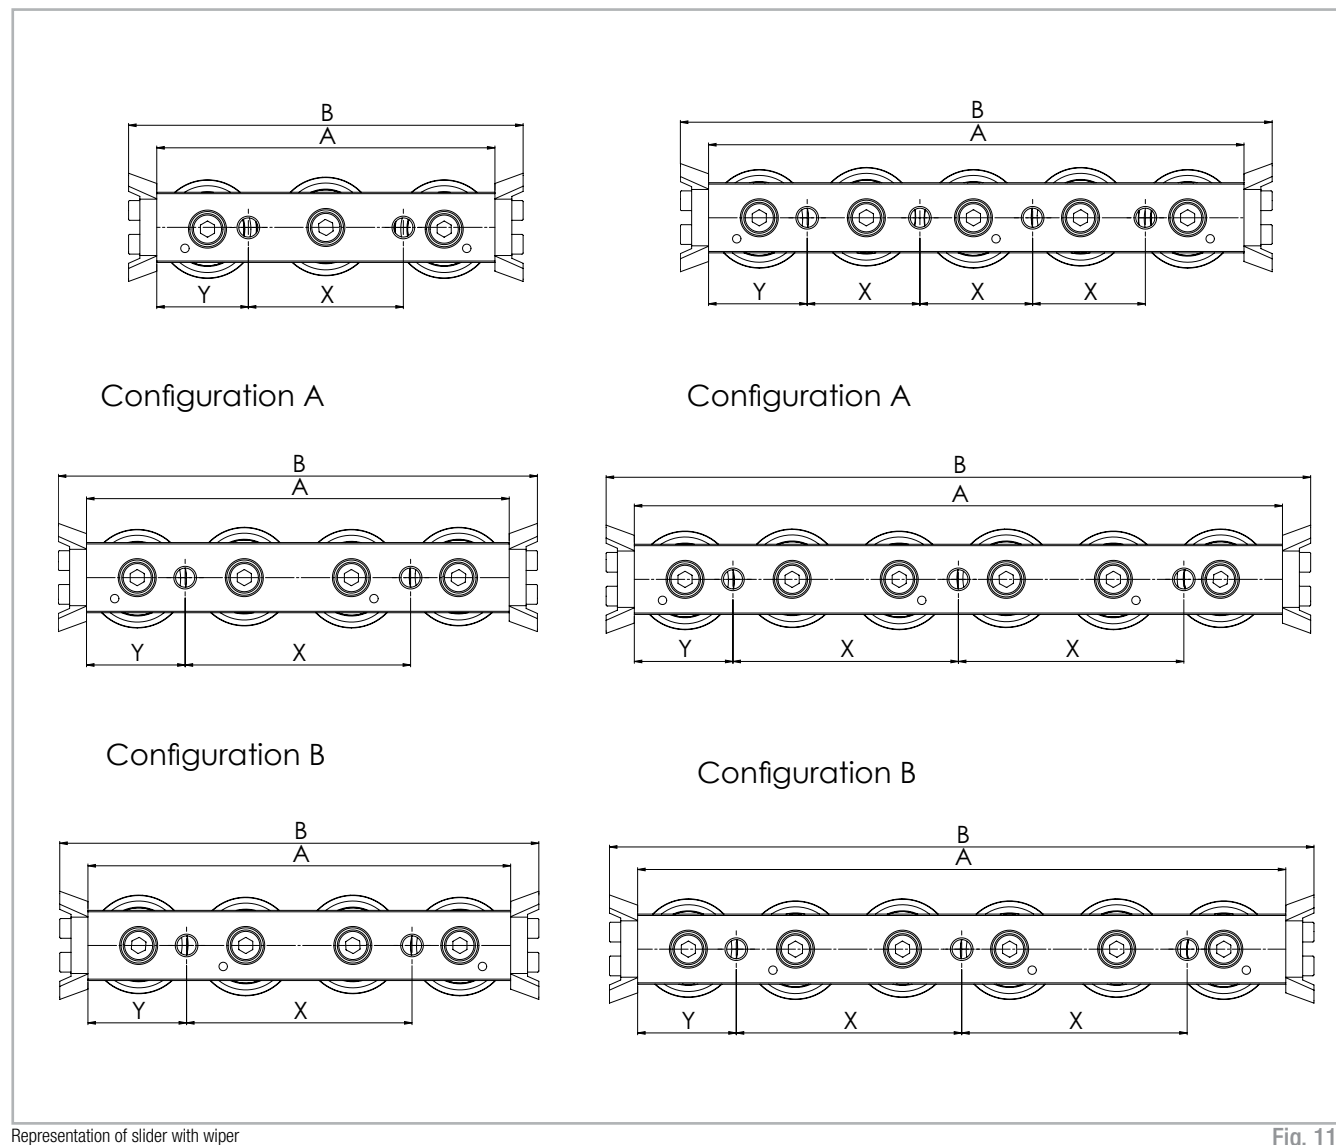 B
A
Y X
B
A
Y X X X
Configuration A
Configuration A
B
A
Y X
B
A
Y X X
Configuration B
Configuration B
B
A
Y X
B
A
Y X X
Representation of slider with wiper
Fig. 11